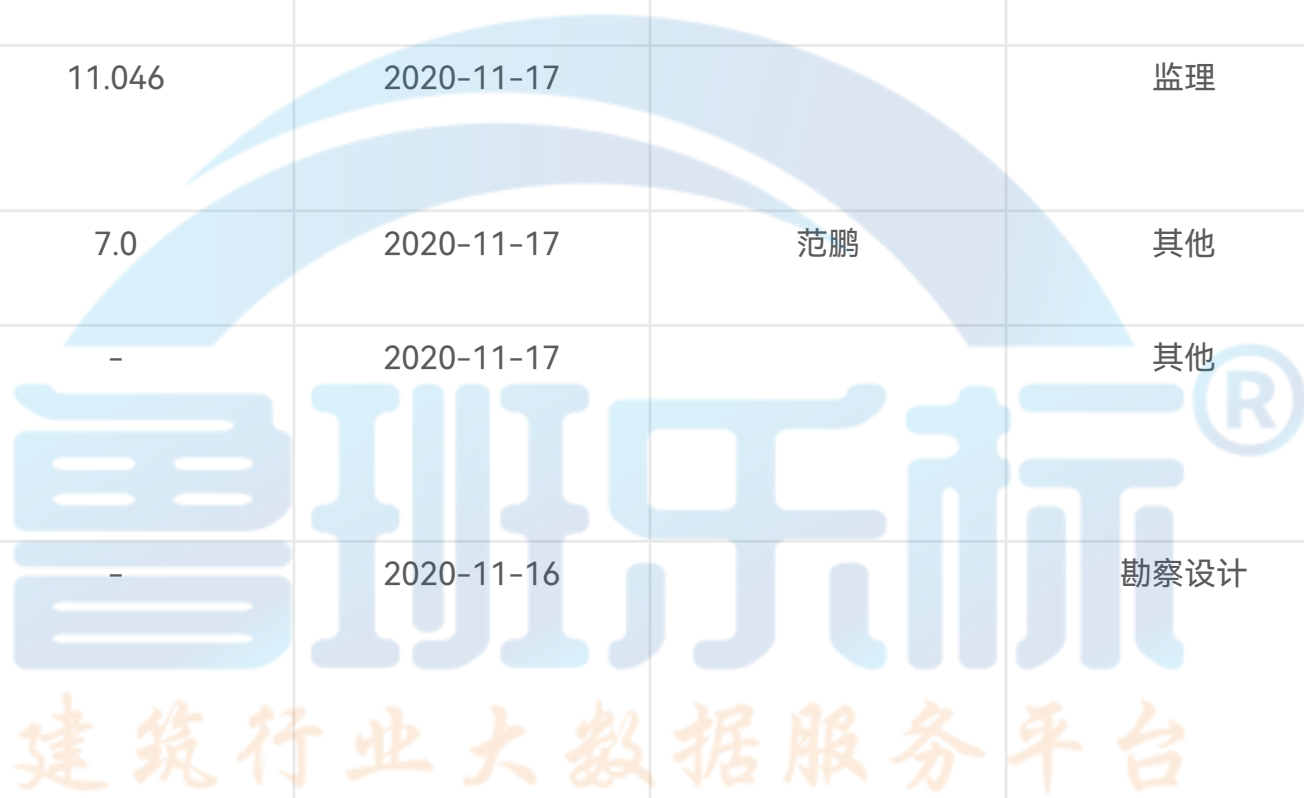 11.046 2020-11-17 监理
7.0 2020-11-17 范鹏 其他
- 2020-11-17 其他
®
鲁班乐标
- 2020-11-16 勘察设计
建筑行业大数据服务平台